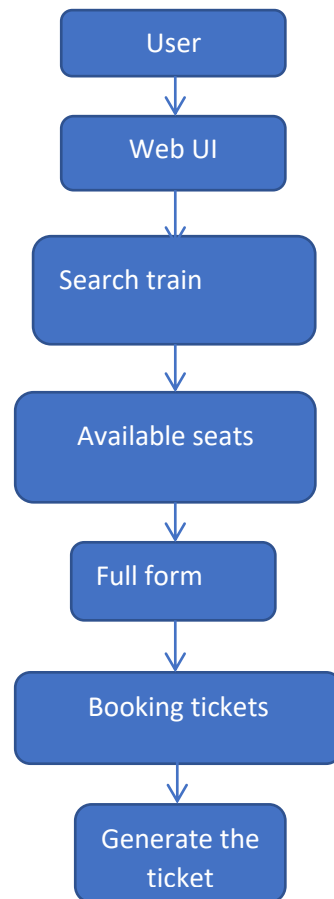 User
Web UI
Search train
Available seats
Full form
Booking tickets
Generate the
ticket